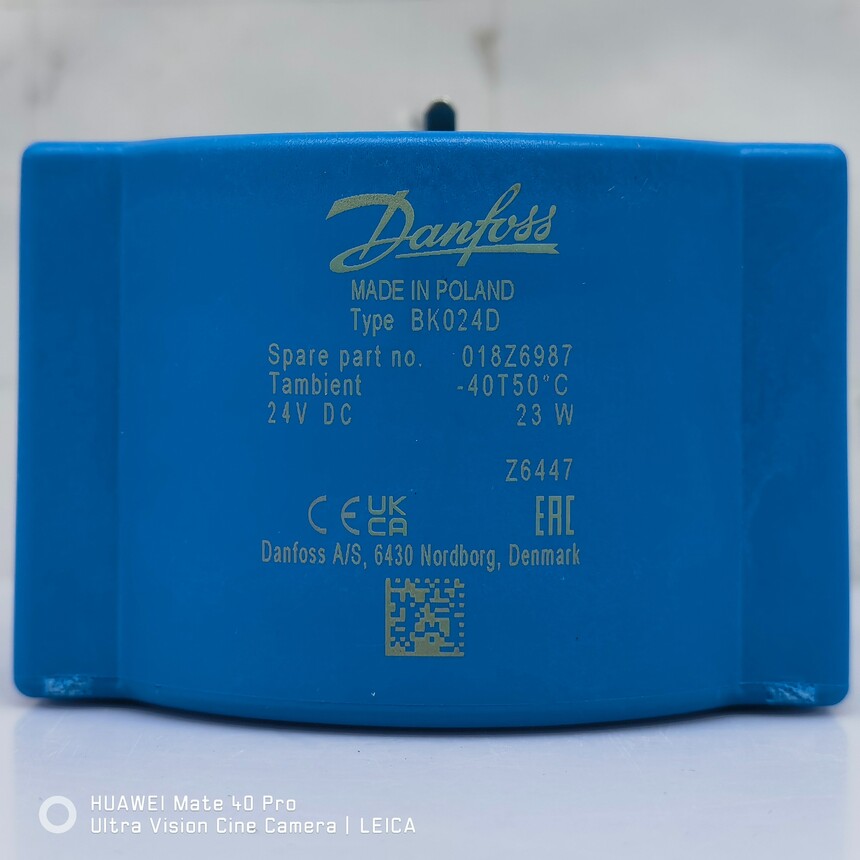 Danfoss
MADE IN POLAND
Type BK024D
Spare part no. 018Z6987
Tambient -40T50°C
24V DC 23 W
Z6447
CE UK CA EAC
Danfoss A/S, 6430 Nordborg, Denmark
HUAWEI Mate 40 Pro
Ultra Vision Cine Camera | LEICA